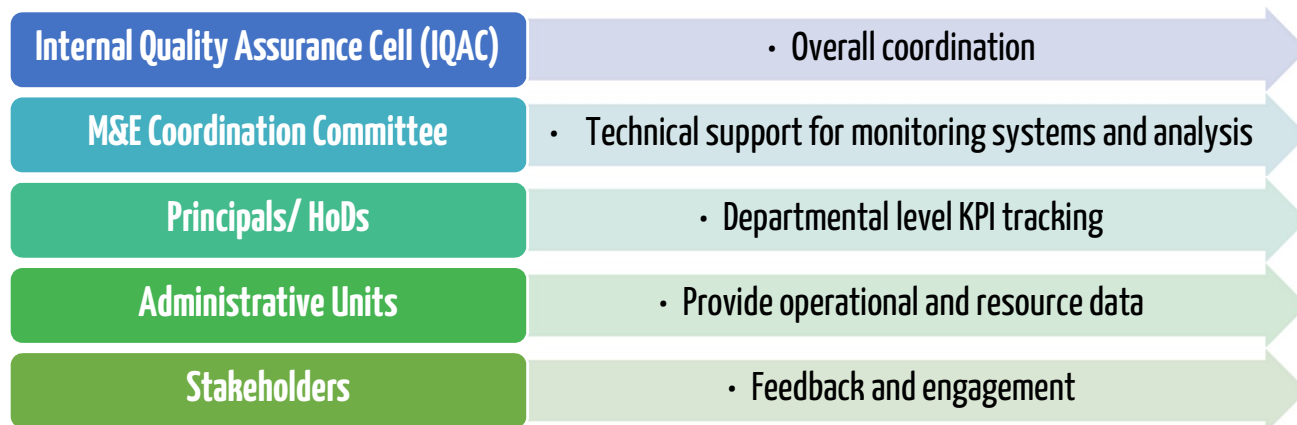 Internal Quality Assurance Cell (IQAC)
• Overall coordination
M&E Coordination Committee
• Technical support for monitoring systems and analysis
Principals/ HoDs
• Departmental level KPI tracking
Administrative Units
• Provide operational and resource data
Stakeholders
• Feedback and engagement